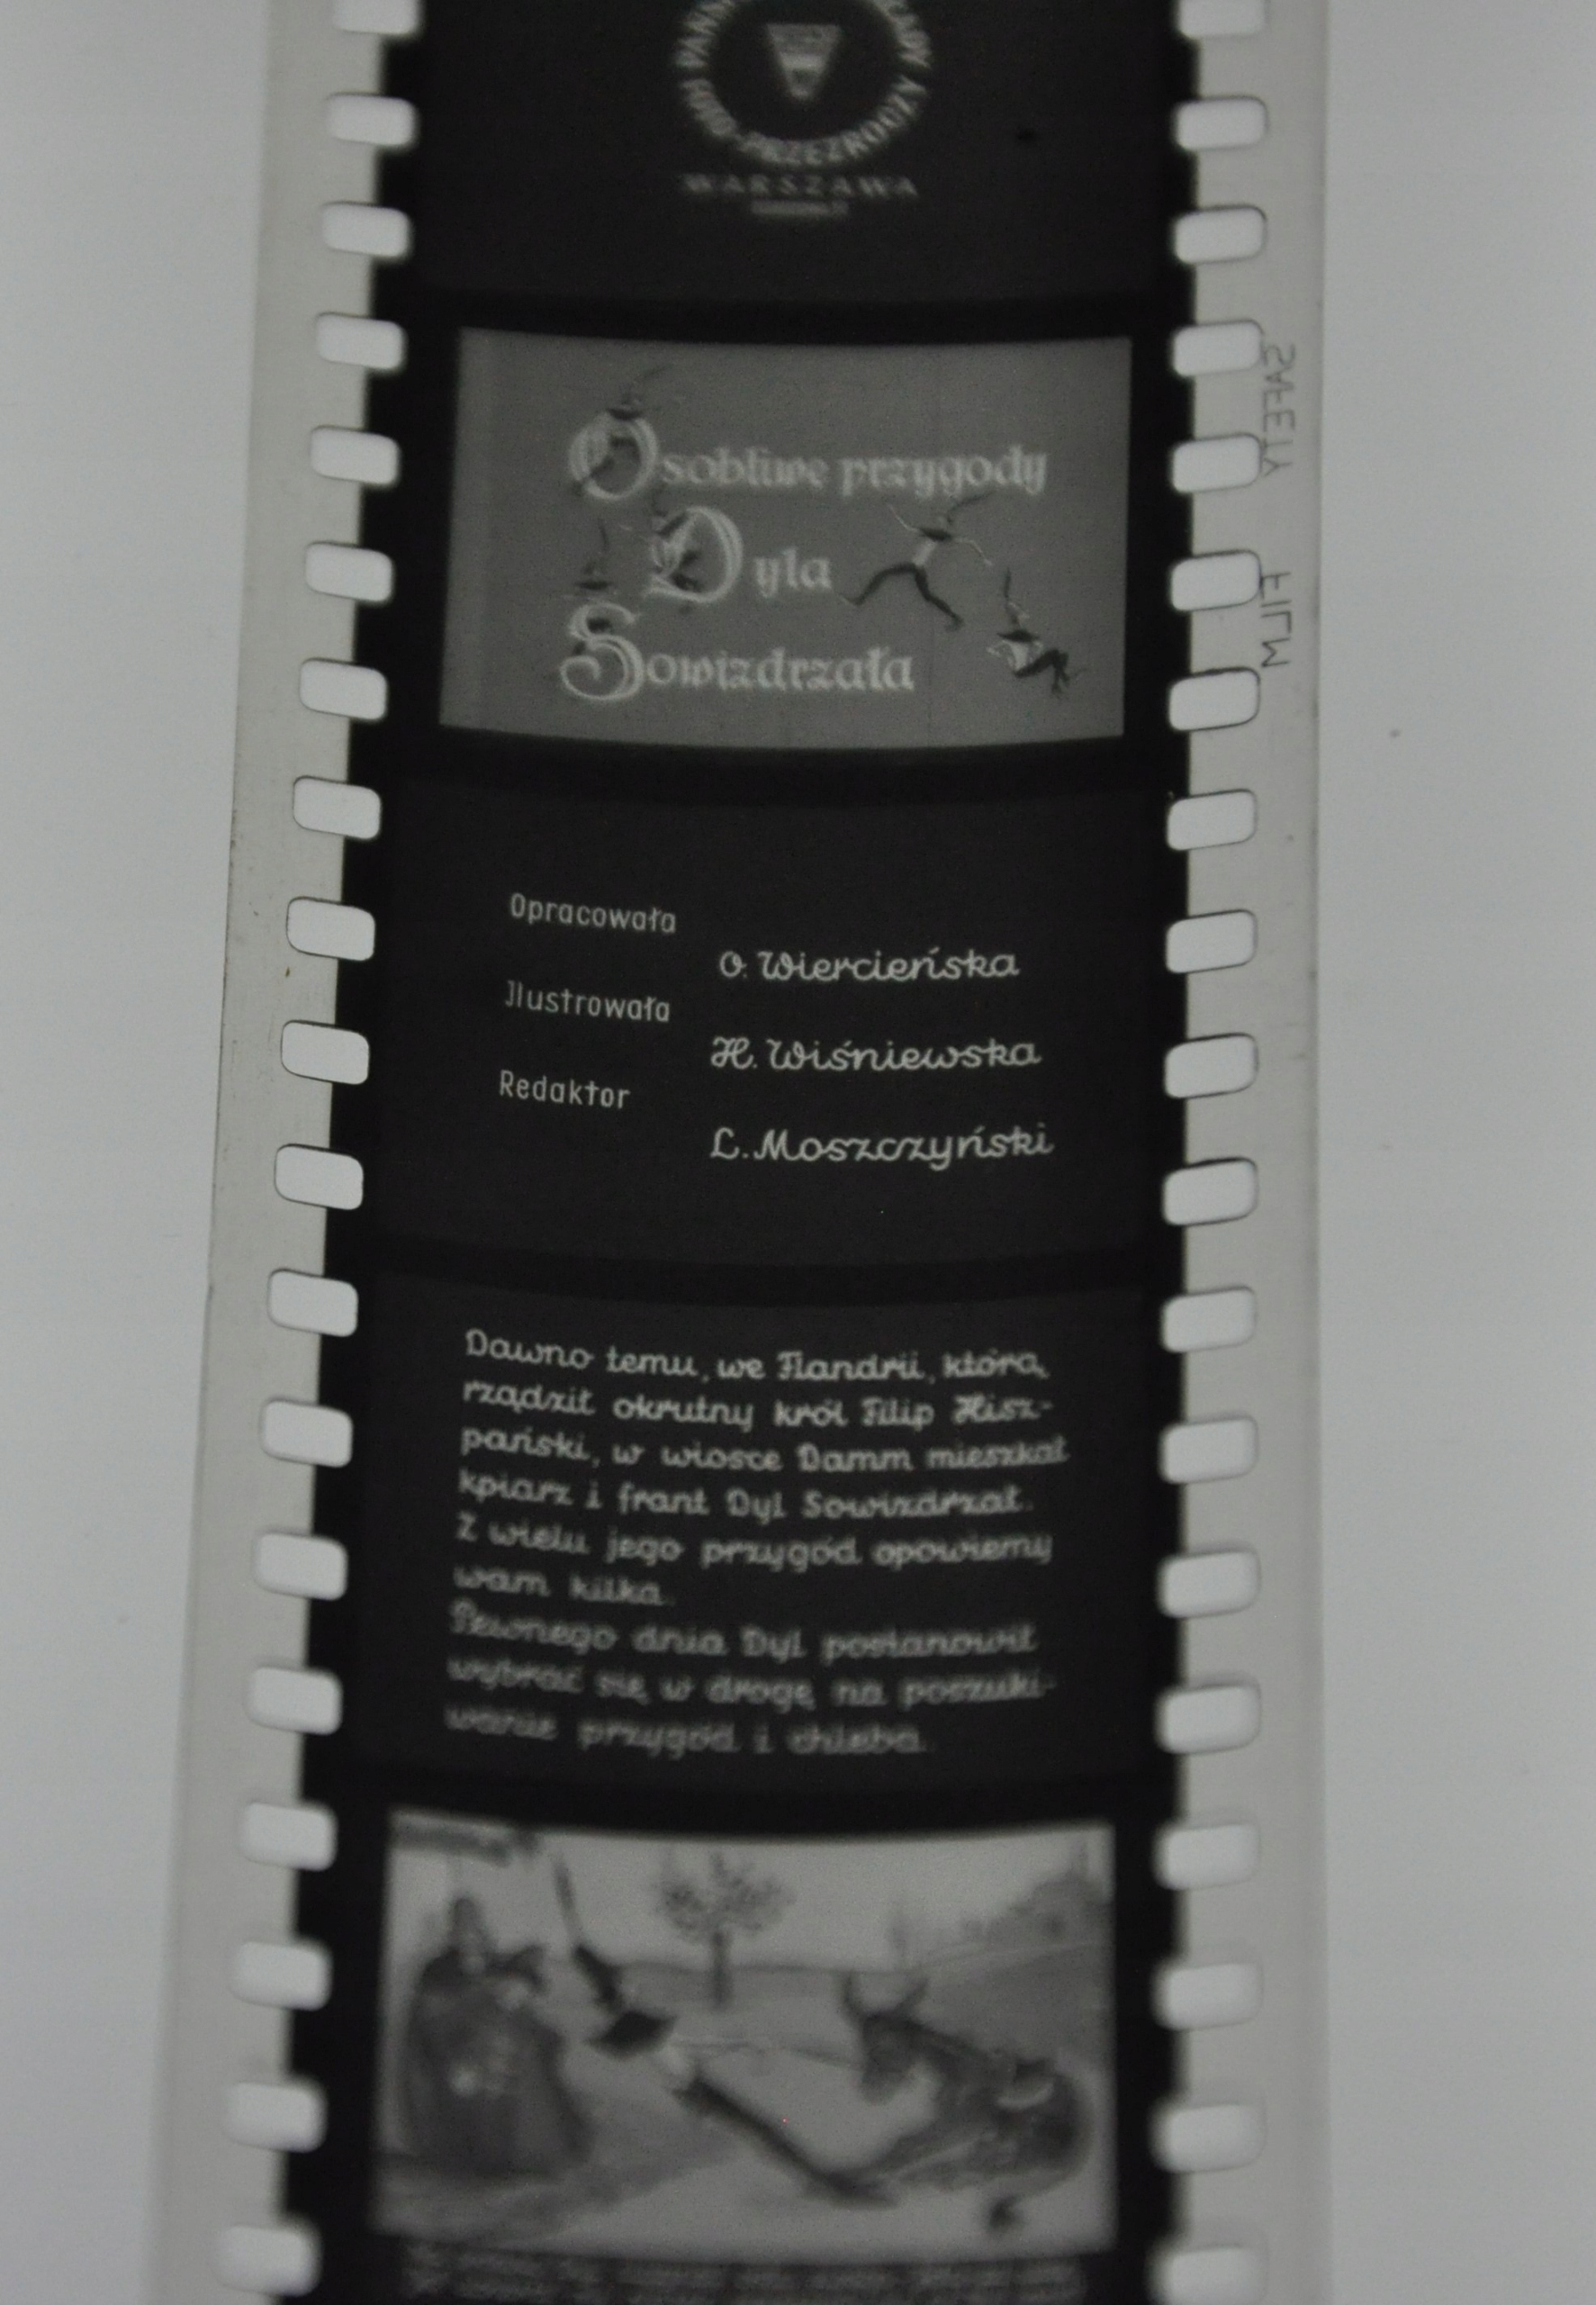 PRZEZROCZY
WARSZAWA
Osobliwe przygody
Dyla
Sowizdrzała
SAFETY FILM
Opracowała
O. Wiercieńska
Ilustrowała
H. Wiśniewska
Redaktor
L. Moszczyński
Dawno temu, we Flandrii, którą
rządził okrutny król Filip Hisz-
pański, w wiosce Damm mieszkał
kpiarz i frant Dyl Sowizdrzał.
Z wielu jego przygód opowiemy
wam kilka.
Pewnego dnia Dyl postanowił
wybrać się w drogę na poszuki-
wanie przygód i chleba.